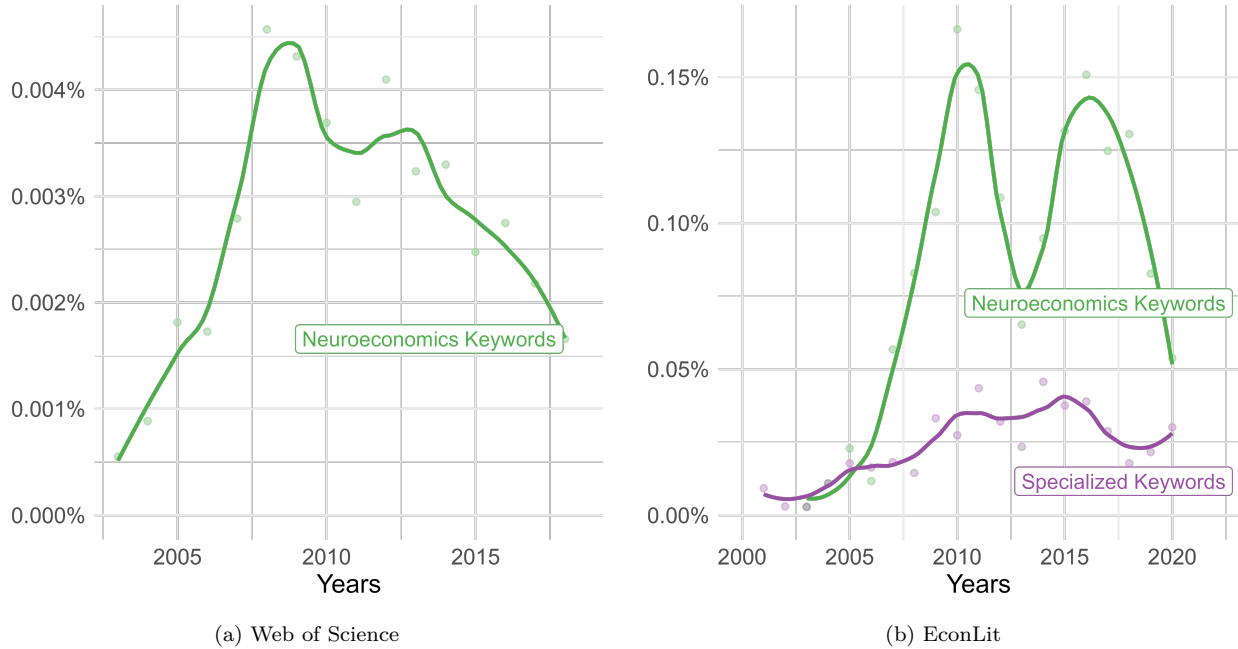 0.004%
0.003%
0.002%
0.001%
0.000%
Neuroeconomics Keywords
2005 2010 2015
Years
(a) Web of Science
0.15%
0.10%
0.05%
0.00%
Neuroeconomics Keywords
Specialized Keywords
2000 2005 2010 2015 2020
Years
(b) EconLit